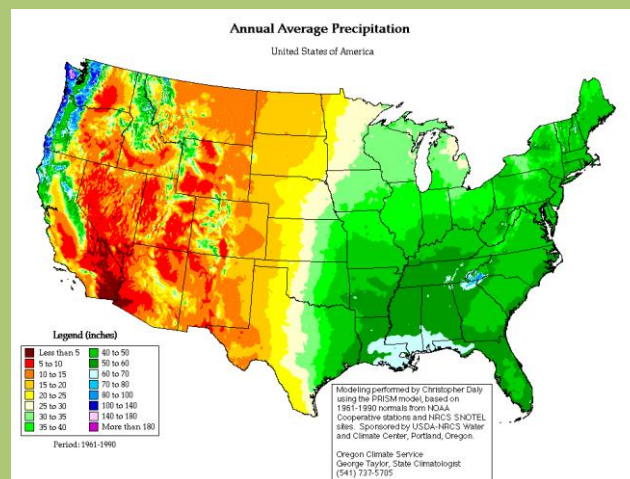 Annual Average Precipitation
United States of America
Legend (inches)
Less than 5
5 to 10
10 to 15
15 to 20
20 to 25
25 to 30
30 to 35
35 to 40
40 to 50
50 to 60
60 to 70
70 to 80
80 to 100
100 to 140
140 to 180
More than 180
Period: 1961-1990
Modeling performed by Christopher Daly
using the PRISM model, based on
1961-1990 normals from NOAA
Cooperative stations and NRCS SNOTEL
sites. Sponsored by USDA-NRCS Water
and Climate Center, Portland, Oregon.
Oregon Climate Service
George Taylor, State Climatologist
(541) 737-5705